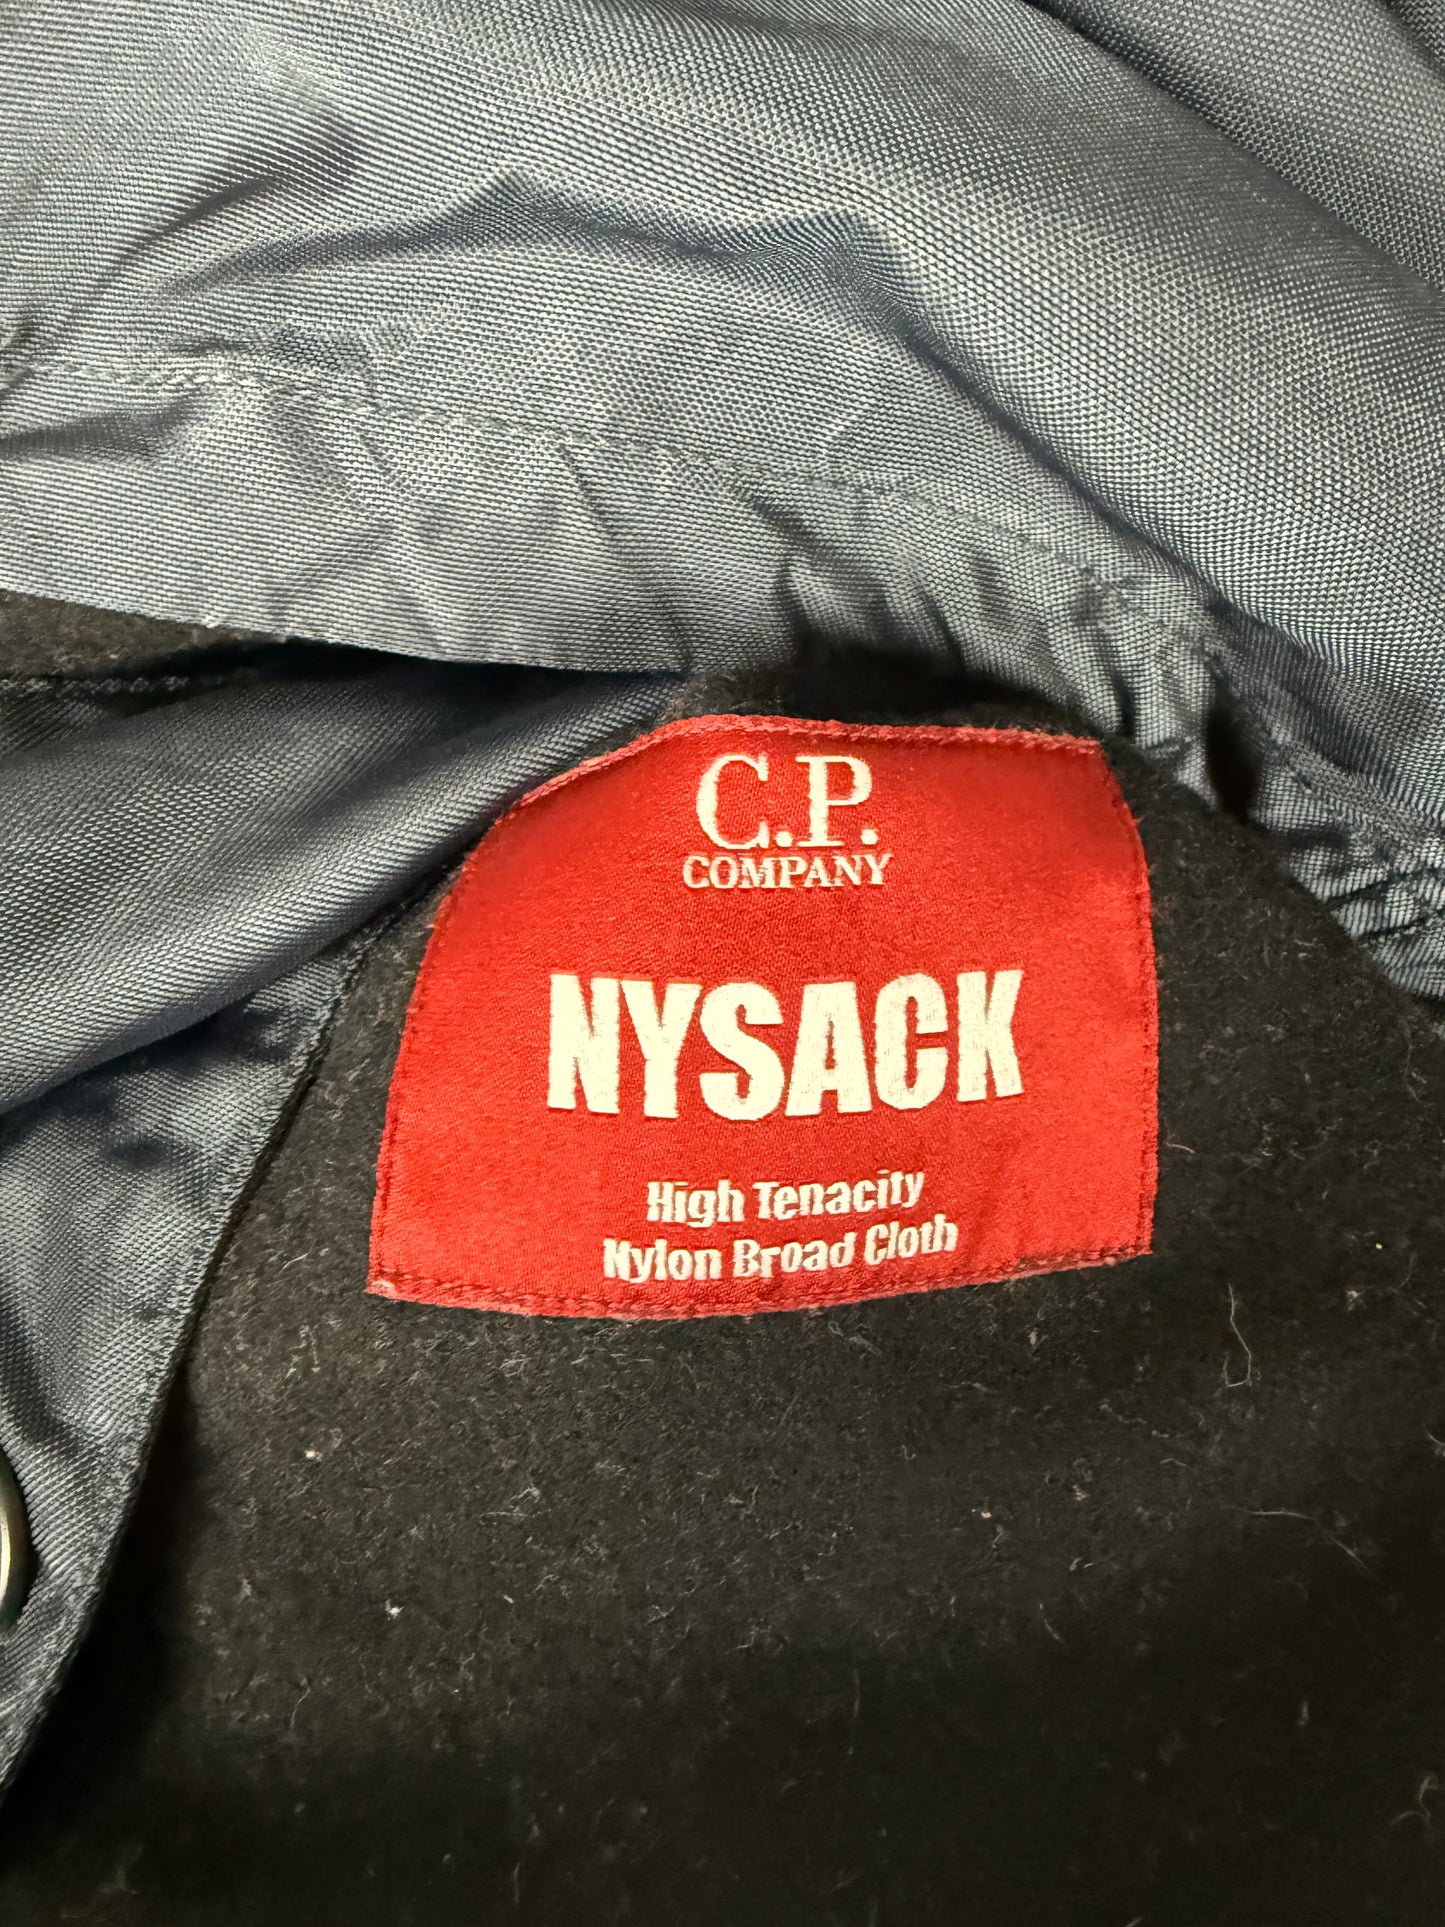 C.P.
COMPANY
NYSACK
High Tenacity
Nylon Broad Cloth